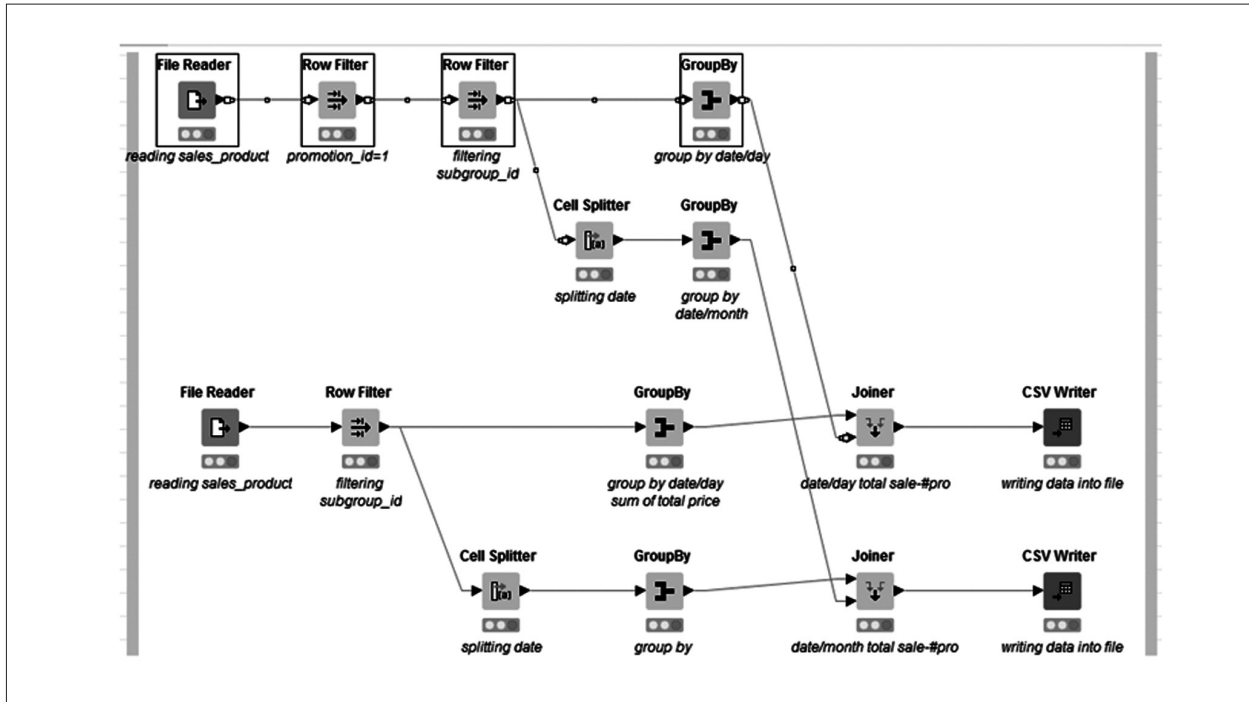 File Reader
Row Filter
Row Filter
GroupBy
reading sales_product
promotion_id=1
filtering
subgroup_id
group by date/day
Cell Splitter
GroupBy
splitting date
group by
date/month
File Reader
Row Filter
GroupBy
Joiner
CSV Writer
reading sales_product
filtering
subgroup_id
group by date/day
sum of total price
date/day total sale-#pro
writing data into file
Cell Splitter
GroupBy
Joiner
CSV Writer
splitting date
group by
date/month total sale-#pro
writing data into file